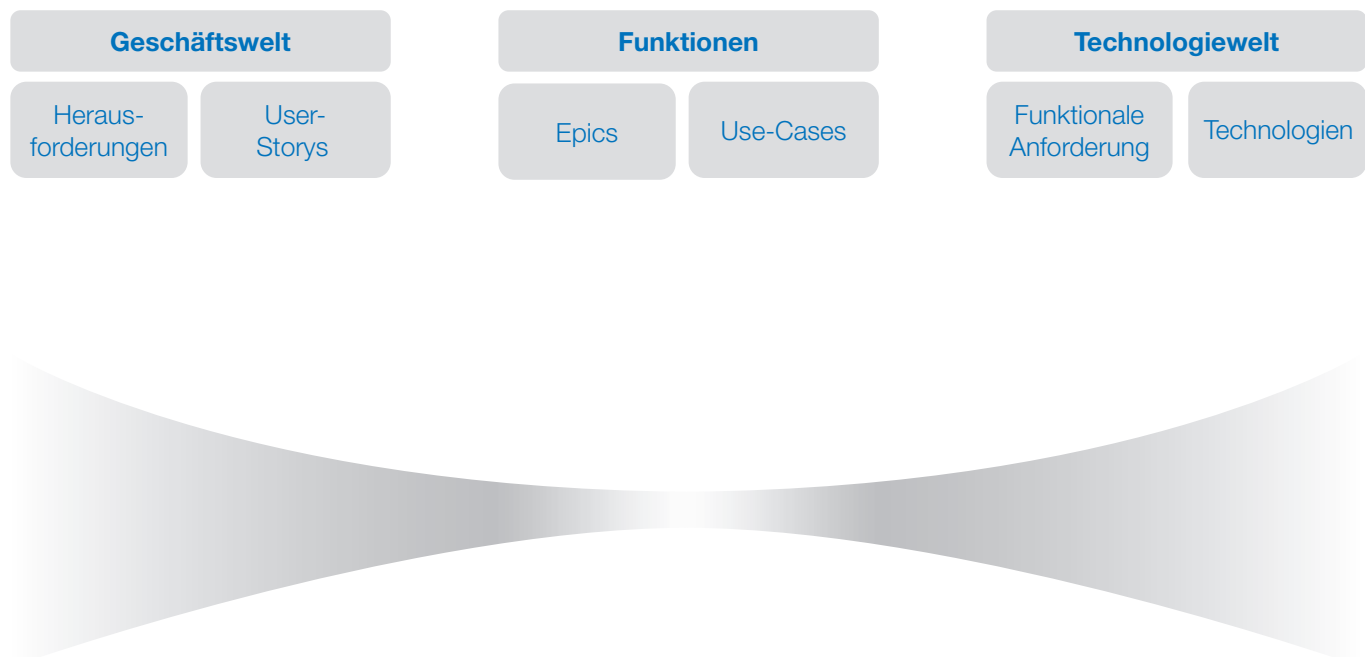 Geschäftswelt
Funktionen
Technologiewelt
Heraus-
forderungen
User-
Storys
Epics
Use-Cases
Funktionale
Anforderung
Technologien